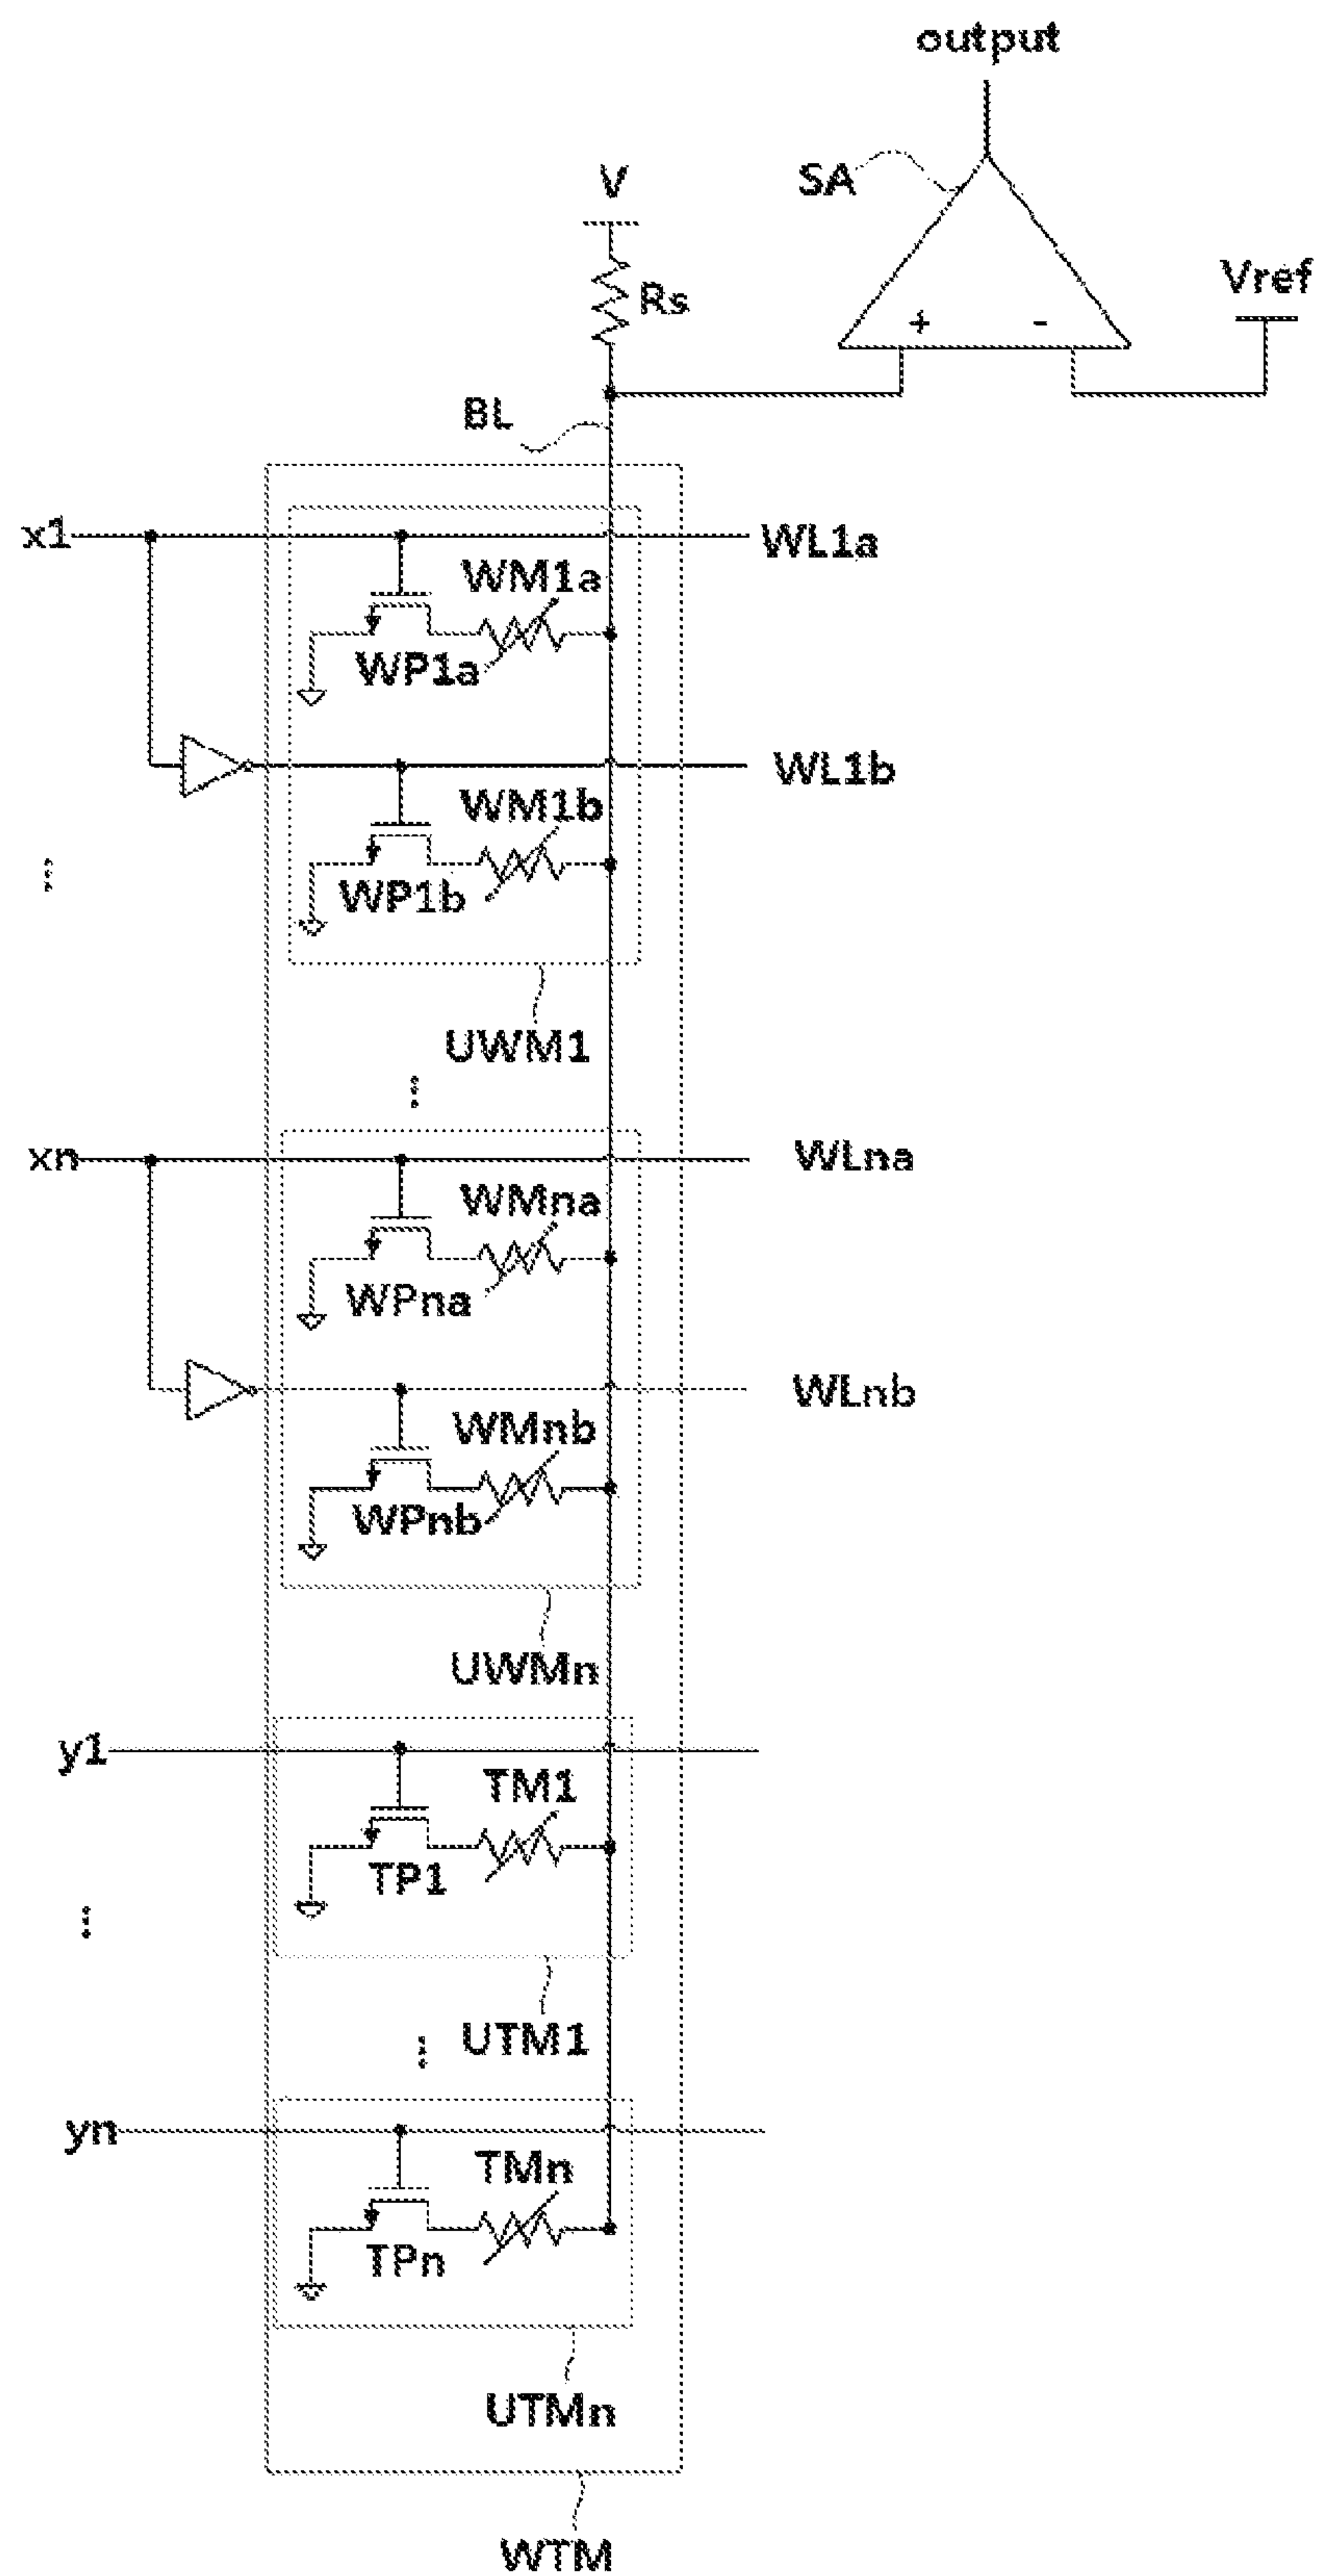 output
SA
V
Vref
Rs
+ -
BL
x1
WL1a
WM1a
WP1a
WL1b
WM1b
WP1b
UWM1
xn
WLna
WMna
WPna
WLnb
WMnb
WPnb
UWMn
y1
TM1
TP1
UTM1
yn
TMn
TPn
UTMn
WTM